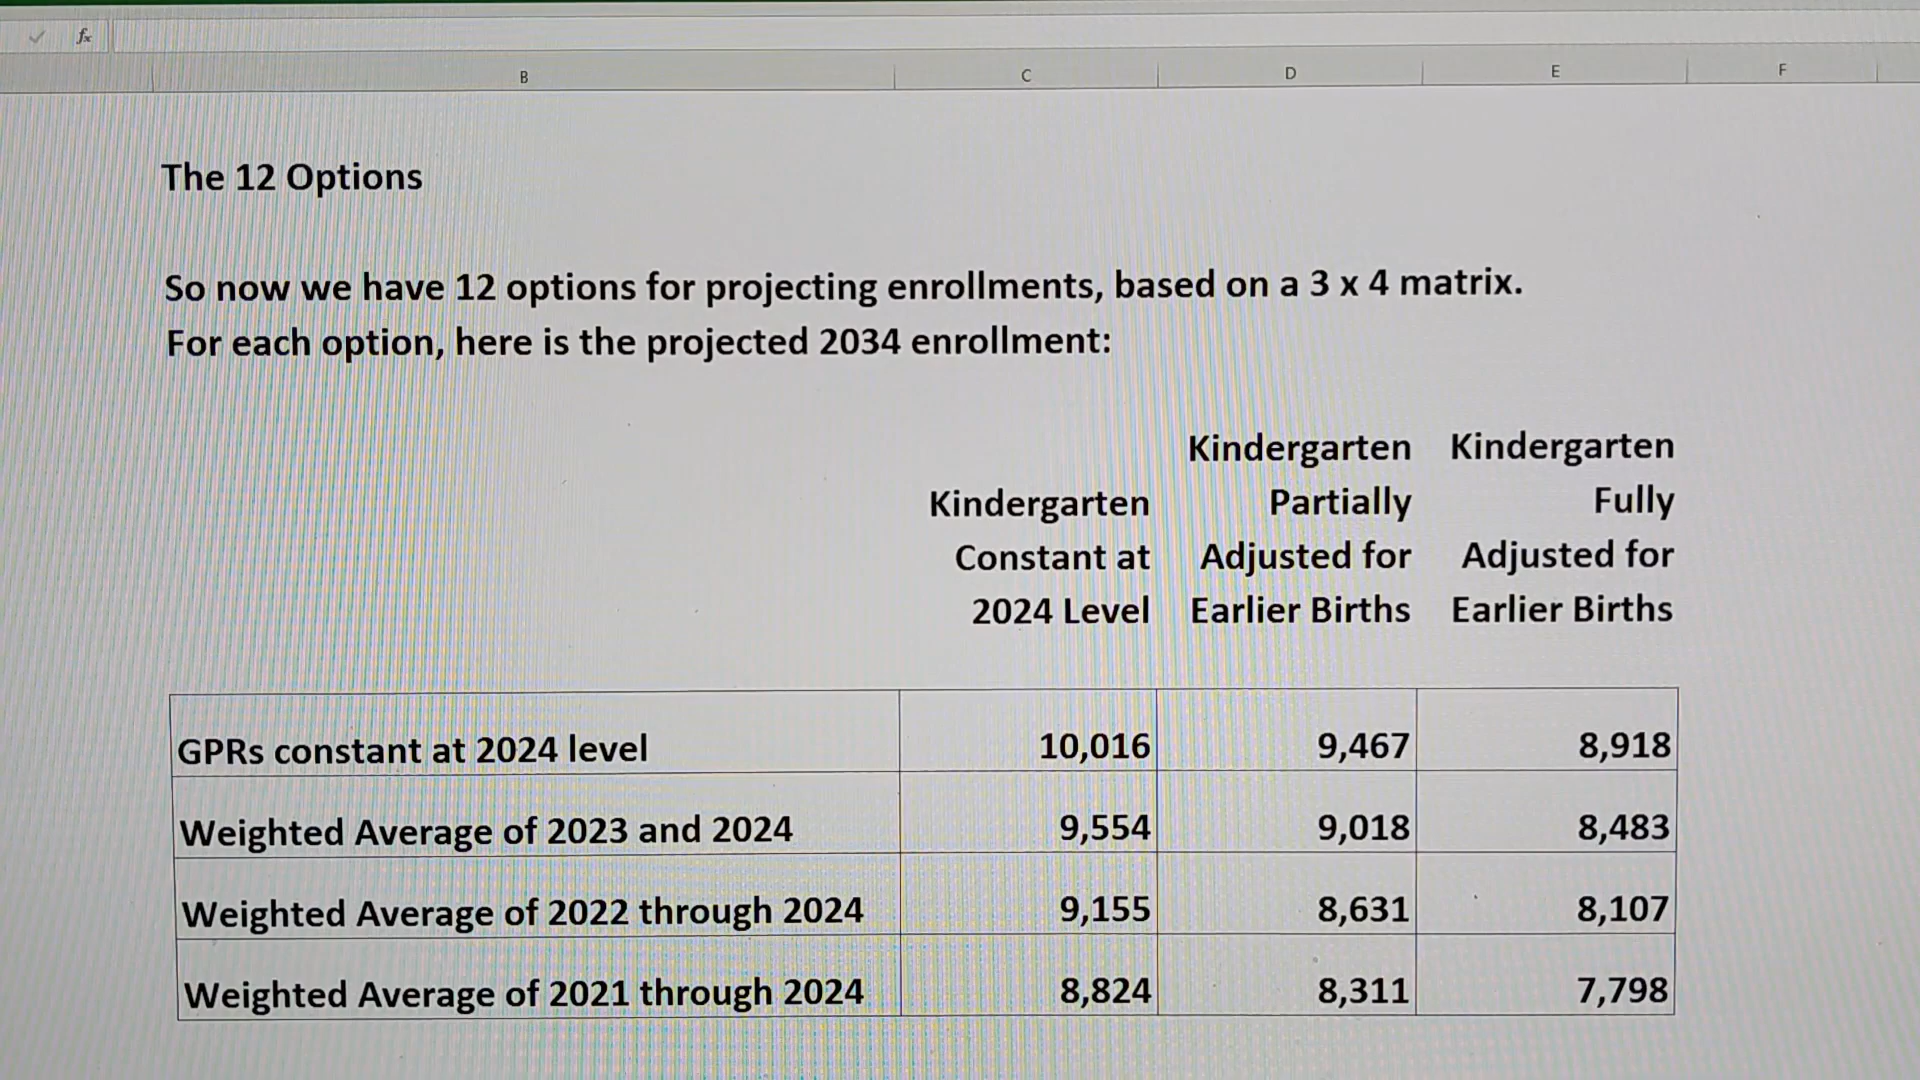 fx
B C D E F
The 12 Options
So now we have 12 options for projecting enrollments, based on a 3 x 4 matrix.
For each option, here is the projected 2034 enrollment:
Kindergarten Constant at 2024 Level
Kindergarten Partially Adjusted for Earlier Births
Kindergarten Fully Adjusted for Earlier Births
GPRs constant at 2024 level 10,016 9,467 8,918
Weighted Average of 2023 and 2024 9,554 9,018 8,483
Weighted Average of 2022 through 2024 9,155 8,631 8,107
Weighted Average of 2021 through 2024 8,824 8,311 7,798